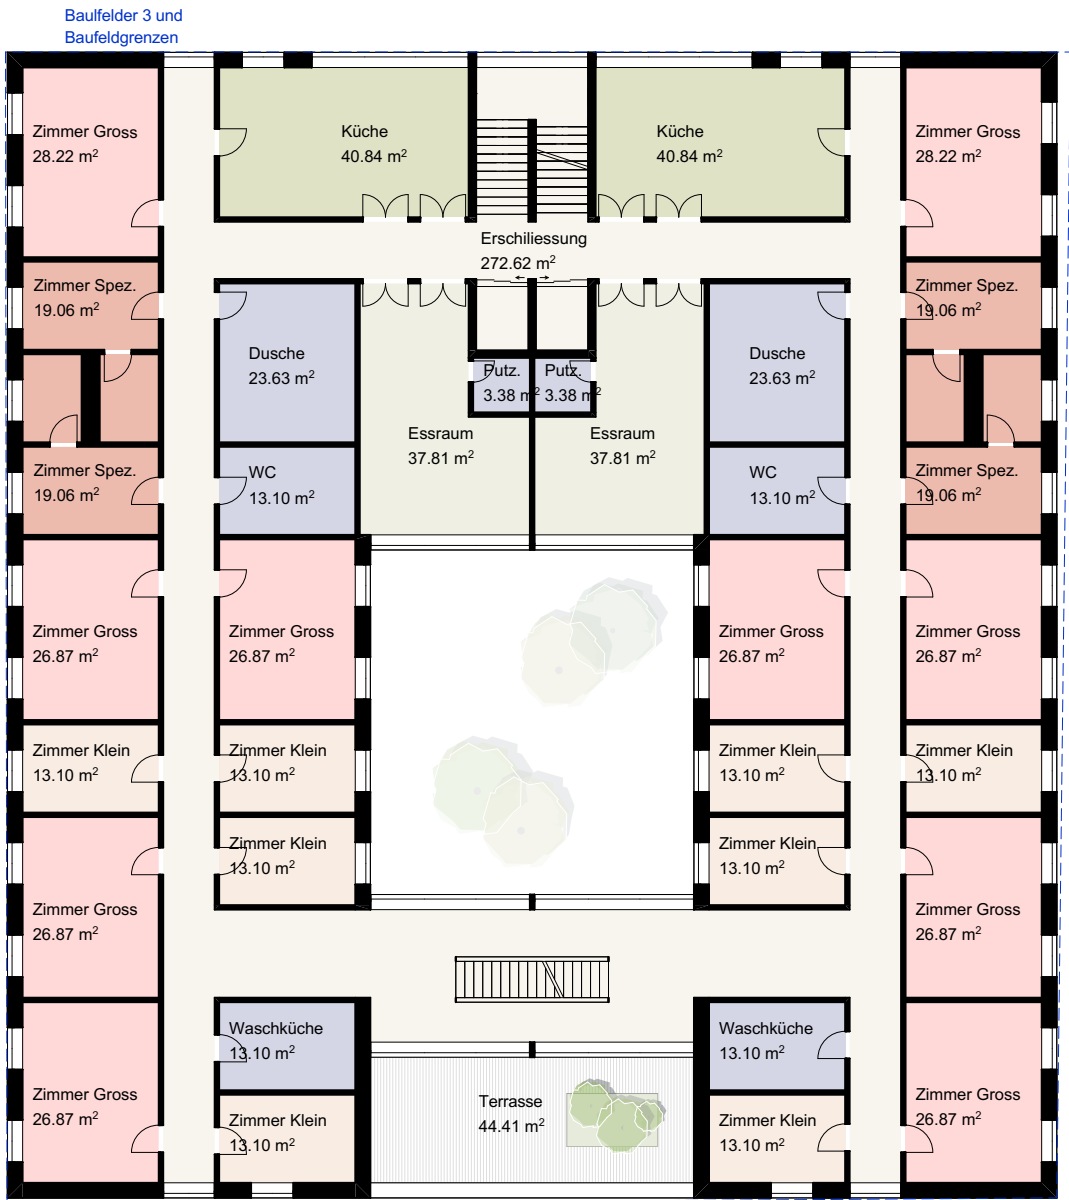 Baulfelder 3 und
Baufeldgrenzen
Zimmer Gross
28.22 m²
Küche
40.84 m²
Küche
40.84 m²
Zimmer Gross
28.22 m²
Erschiliessung
272.62 m²
Zimmer Spez.
19.06 m²
Zimmer Spez.
19.06 m²
Dusche
23.63 m²
Putz.
3.38 m²
Putz.
3.38 m²
Dusche
23.63 m²
Essraum
37.81 m²
Essraum
37.81 m²
Zimmer Spez.
19.06 m²
WC
13.10 m²
WC
13.10 m²
Zimmer Spez.
19.06 m²
Zimmer Gross
26.87 m²
Zimmer Gross
26.87 m²
Zimmer Gross
26.87 m²
Zimmer Gross
26.87 m²
Zimmer Klein
13.10 m²
Zimmer Klein
13.10 m²
Zimmer Klein
13.10 m²
Zimmer Klein
13.10 m²
Zimmer Klein
13.10 m²
Zimmer Klein
13.10 m²
Zimmer Gross
26.87 m²
Zimmer Gross
26.87 m²
Waschküche
13.10 m²
Waschküche
13.10 m²
Zimmer Gross
26.87 m²
Terrasse
44.41 m²
Zimmer Gross
26.87 m²
Zimmer Klein
13.10 m²
Zimmer Klein
13.10 m²